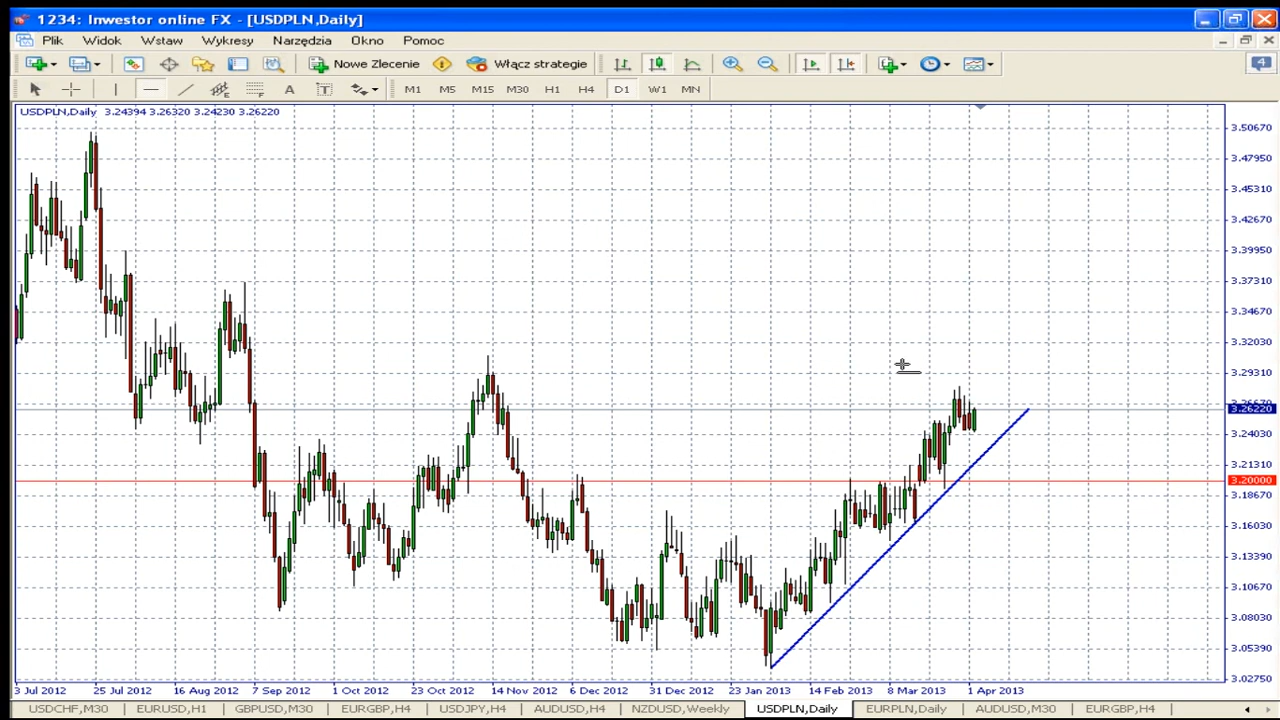 1234: Inwestor online FX - [USDPLN,Daily]
Plik Widok Wstaw Wykresy Narzędzia Okno Pomoc
Nowe Zlecenie Włącz strategie 4
A T M1 M5 M15 M30 H1 H4 D1 W1 MN
USDPLN,Daily 3.24394 3.26320 3.24230 3.26220
3.50670
3.47950
3.45310
3.42670
3.39950
3.37310
3.34670
3.32030
3.29310
3.26220
3.24030
3.21310
3.20000
3.18670
3.16030
3.13390
3.10670
3.08030
3.05390
3.02750
3 Jul 2012 25 Jul 2012 16 Aug 2012 7 Sep 2012 1 Oct 2012 23 Oct 2012 14 Nov 2012 6 Dec 2012 31 Dec 2012 23 Jan 2013 14 Feb 2013 8 Mar 2013 1 Apr 2013
USDCHF,M30 EURUSD,H1 GBPUSD,M30 EURGBP,H4 USDJPY,H4 AUDUSD,H4 NZDUSD,Weekly USDPLN,Daily EURPLN,Daily AUDUSD,M30 EURGBP,H4